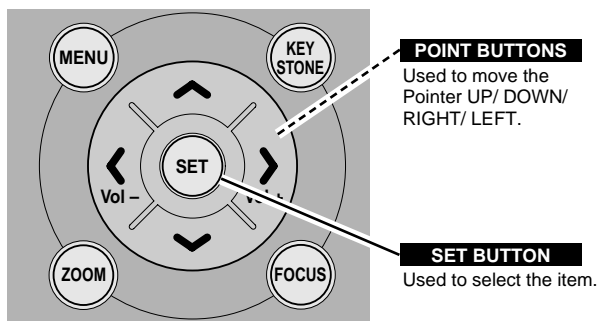 MENU
KEY
STONE
POINT BUTTONS
Used to move the
Pointer UP/ DOWN/
RIGHT/ LEFT.
SET
Vol –
ZOOM
FOCUS
SET BUTTON
Used to select the item.